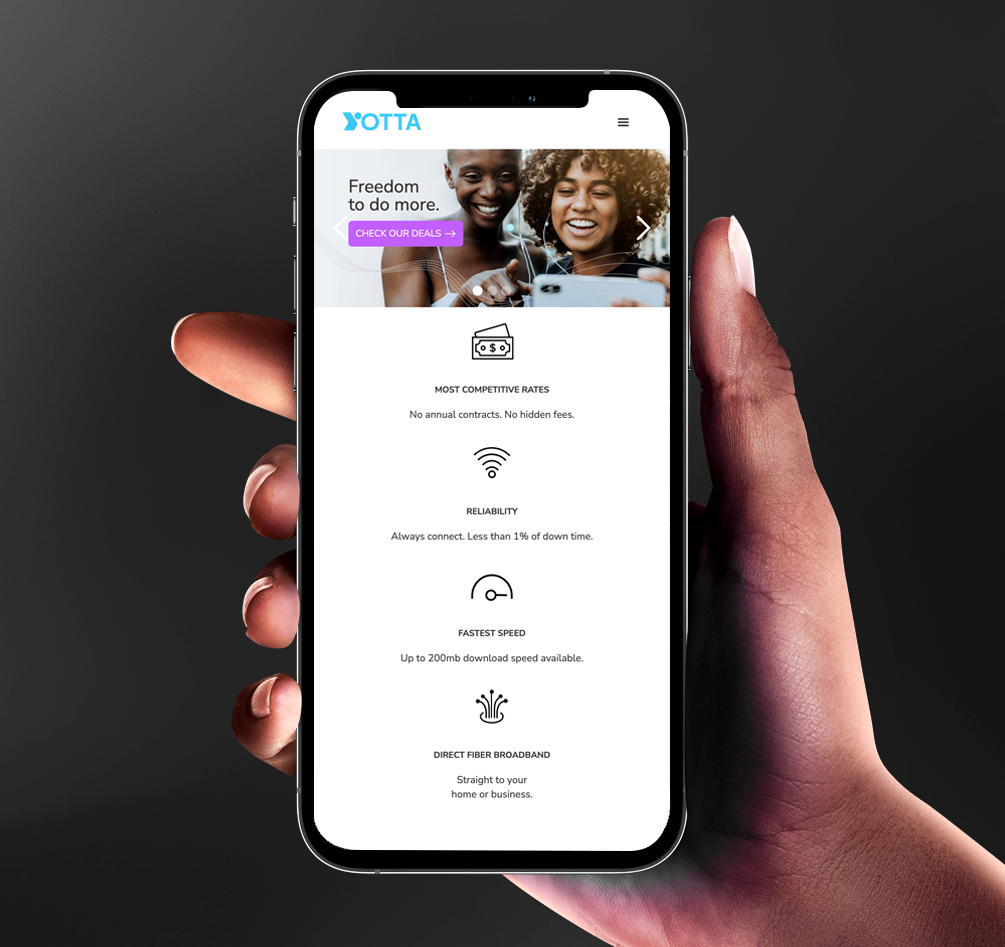 YOTTA
Freedom
to do more.
CHECK OUR DEALS →
$
MOST COMPETITIVE RATES
No annual contracts. No hidden fees.
RELIABILITY
Always connect. Less than 1% of down time.
FASTEST SPEED
Up to 200mb download speed available.
DIRECT FIBER BROADBAND
Straight to your
home or business.